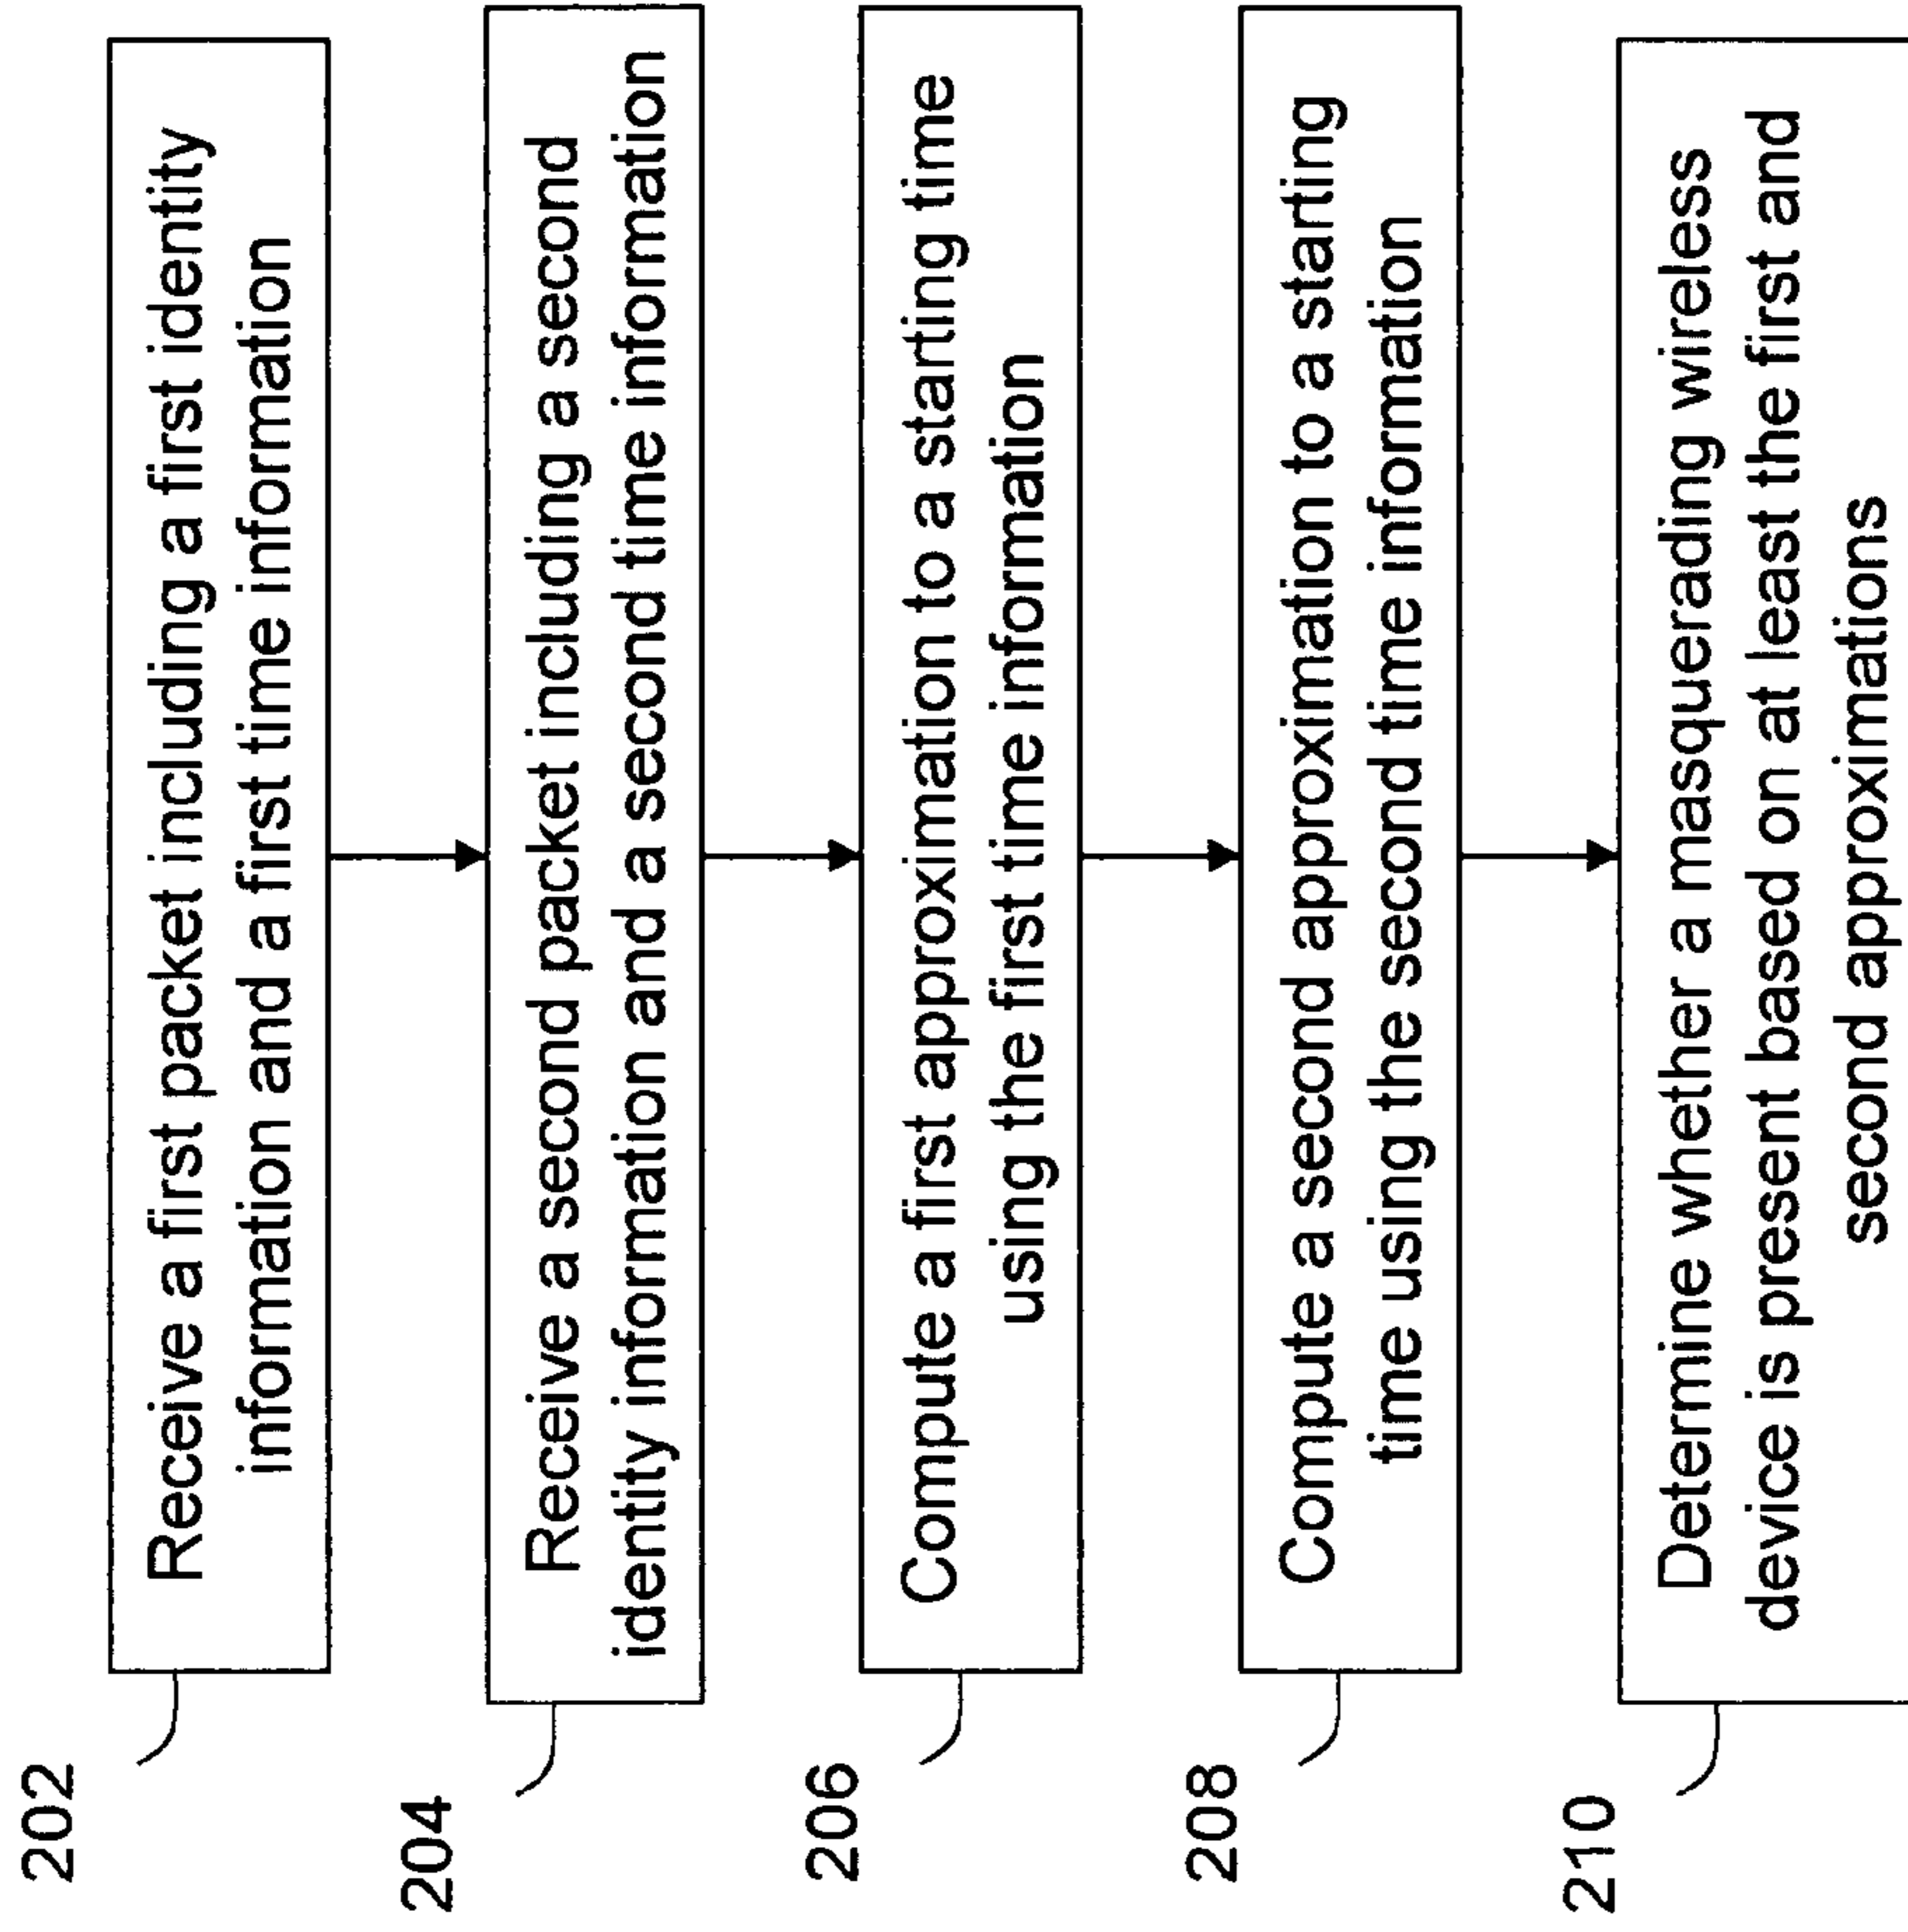 202
Receive a first packet including a first identity
information and a first time information
204
Receive a second packet including a second
identity information and a second time information
206
Compute a first approximation to a starting time
using the first time information
208
Compute a second approximation to a starting
time using the second time information
210
Determine whether a masquerading wireless
device is present based on at least the first and
second approximations